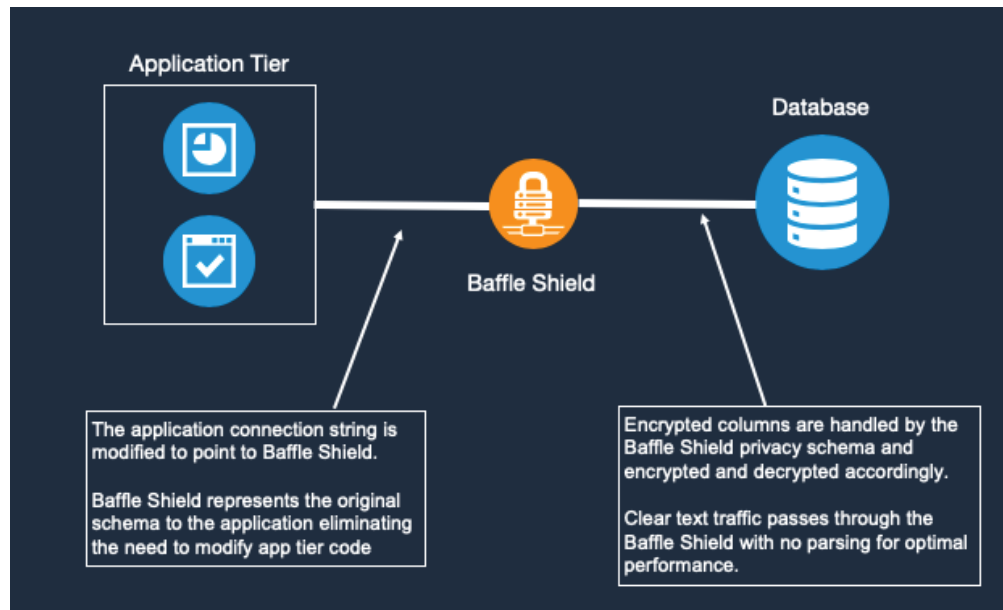 Application Tier
Database
Baffle Shield
The application connection string is
modified to point to Baffle Shield.
Baffle Shield represents the original
schema to the application eliminating
the need to modify app tier code
Encrypted columns are handled by the
Baffle Shield privacy schema and
encrypted and decrypted accordingly.
Clear text traffic passes through the
Baffle Shield with no parsing for optimal
performance.